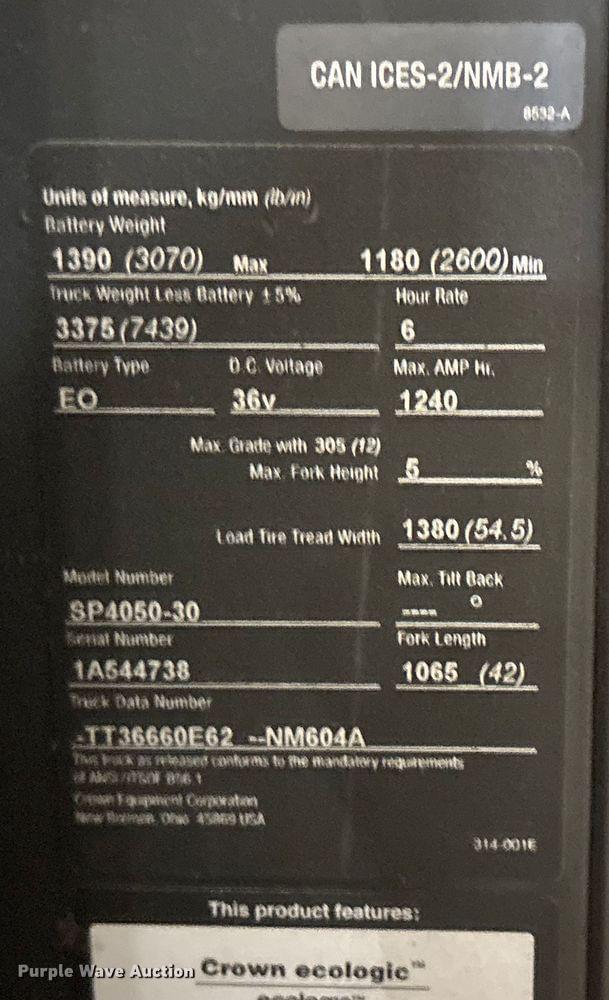 CAN ICES-2/NMB-2
8532-A
Units of measure, kg/mm (lb/in)
Battery Weight
1390 (3070) Max 1180 (2600) Min
Truck Weight Less Battery ±5% Hour Rate
3375 (7439) 6
Battery Type D.C. Voltage Max. AMP Hr.
EO 36v 1240
Max. Grade with 305 (12)
Max. Fork Height 5 %
Load Tire Tread Width 1380 (54.5)
Model Number Max. Tilt Back
SP4050-30 ---- °
Serial Number Fork Length
1A544738 1065 (42)
Truck Data Number
-TT36660E62 --NM604A
This truck as released conforms to the mandatory requirements
of ANSI/ITSDF B56.1
Crown Equipment Corporation
New Bremen, Ohio 45869 USA
314-001E
This product features:
Crown ecologic™
Purple Wave Auction